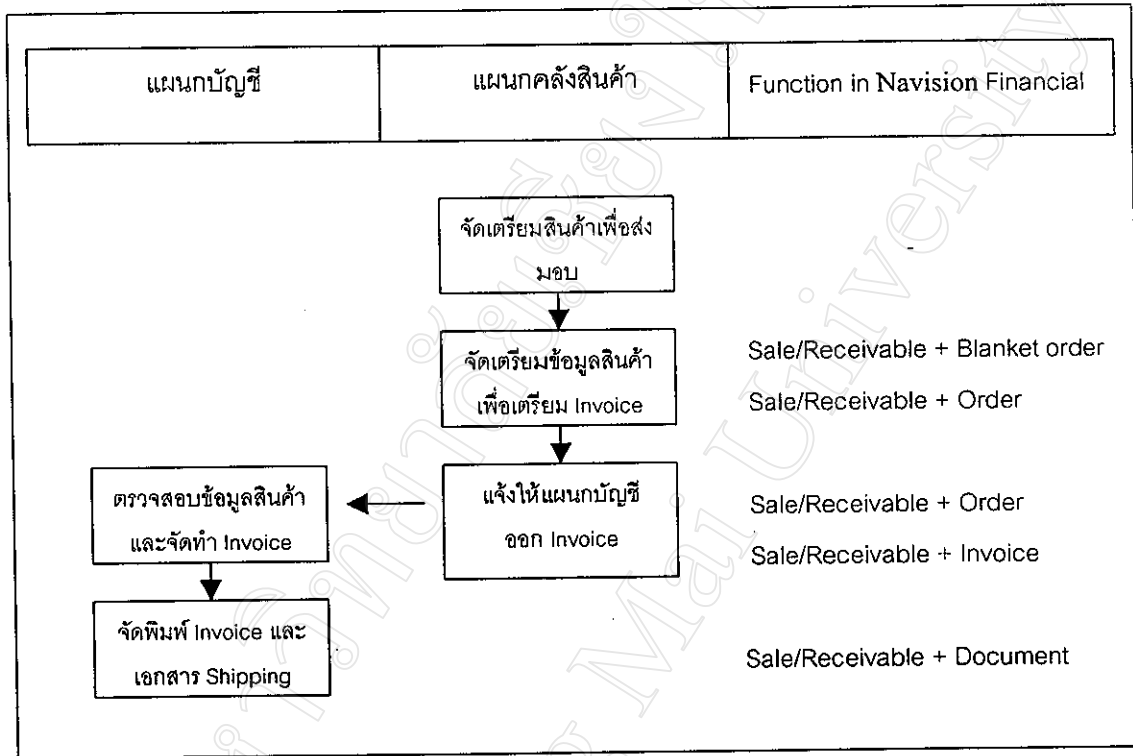 แผนกบัญชี
แผนกคลังสินค้า
Function in Navision Financial
จัดเตรียมสินค้าเพื่อส่ง
มอบ
จัดเตรียมข้อมูลสินค้า
เพื่อเตรียม Invoice
Sale/Receivable + Blanket order
Sale/Receivable + Order
ตรวจสอบข้อมูลสินค้า
และจัดทำ Invoice
แจ้งให้แผนกบัญชี
ออก Invoice
Sale/Receivable + Order
Sale/Receivable + Invoice
จัดพิมพ์ Invoice และ
เอกสาร Shipping
Sale/Receivable + Document
Mai University